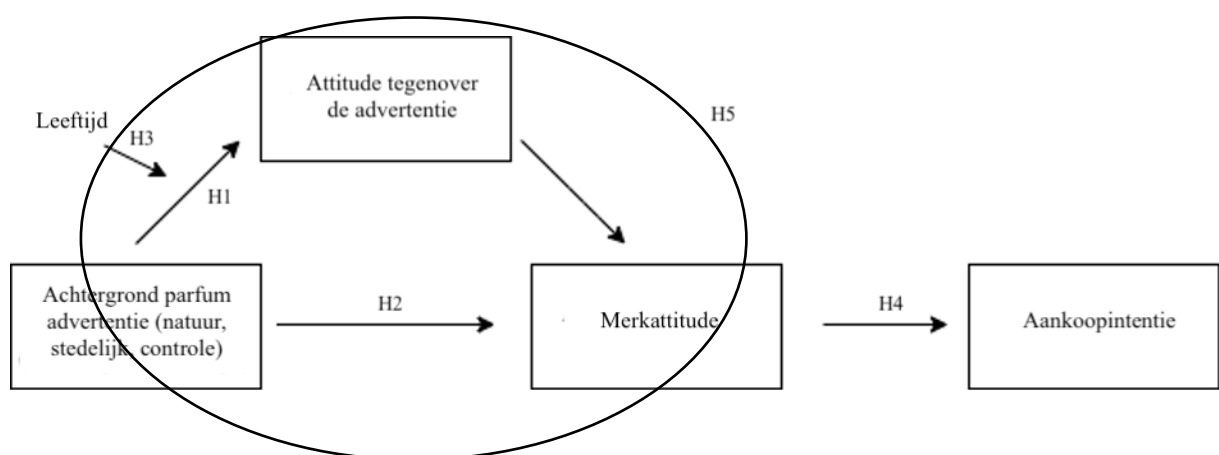 Attitude tegenover
de advertentie
H5
Leeftijd
H3
H1
Achtergrond parfum
advertentie (natuur,
stedelijk, controle)
H2
Merkattitude
H4
Aankoopintentie